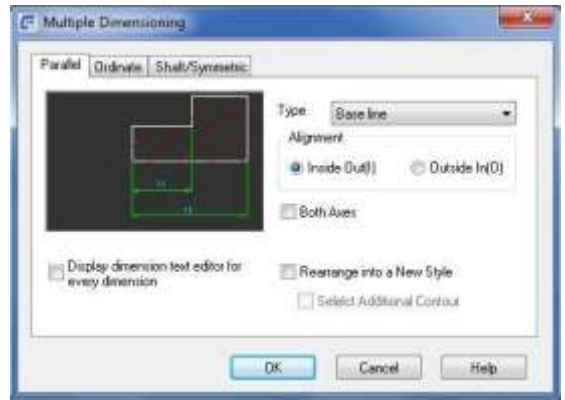 Multiple Dimensioning
Parallel Ordinate Shaft/Symmetric
Type Base line
Alignment
Inside Out(I) Outside In(O)
Both Axes
Display dimension text editor for
every dimension
Rearrange into a New Style
Select Additional Contour
OK Cancel Help